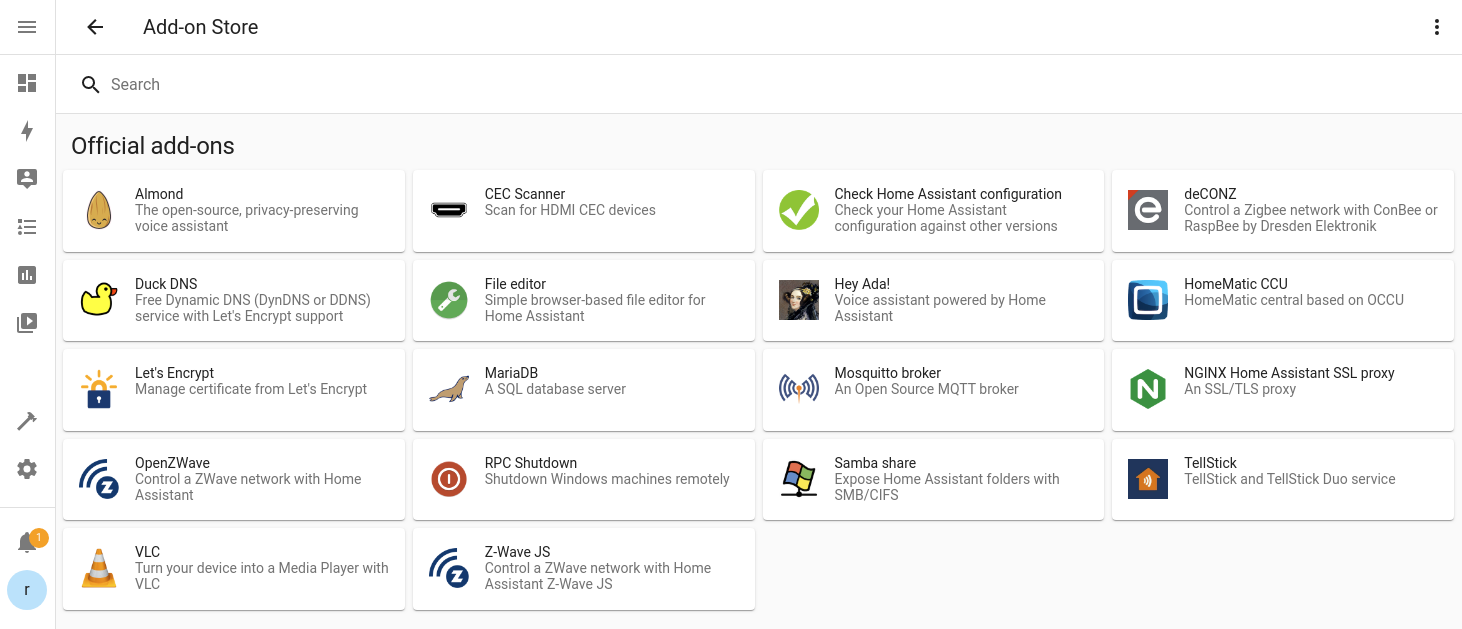 Add-on Store
Search
Official add-ons
Almond
The open-source, privacy-preserving
voice assistant
CEC Scanner
Scan for HDMI CEC devices
Check Home Assistant configuration
Check your Home Assistant
configuration against other versions
deCONZ
Control a Zigbee network with ConBee or
RaspBee by Dresden Elektronik
Duck DNS
Free Dynamic DNS (DynDNS or DDNS)
service with Let's Encrypt support
File editor
Simple browser-based file editor for
Home Assistant
Hey Ada!
Voice assistant powered by Home
Assistant
HomeMatic CCU
HomeMatic central based on OCCU
Let's Encrypt
Manage certificate from Let's Encrypt
MariaDB
A SQL database server
Mosquitto broker
An Open Source MQTT broker
N
NGINX Home Assistant SSL proxy
An SSL/TLS proxy
Z
OpenZWave
Control a ZWave network with Home
Assistant
RPC Shutdown
Shutdown Windows machines remotely
Samba share
Expose Home Assistant folders with
SMB/CIFS
TellStick
TellStick and TellStick Duo service
VLC
Turn your device into a Media Player with
VLC
Z
Z-Wave JS
Control a ZWave network with Home
Assistant Z-Wave JS
1
r